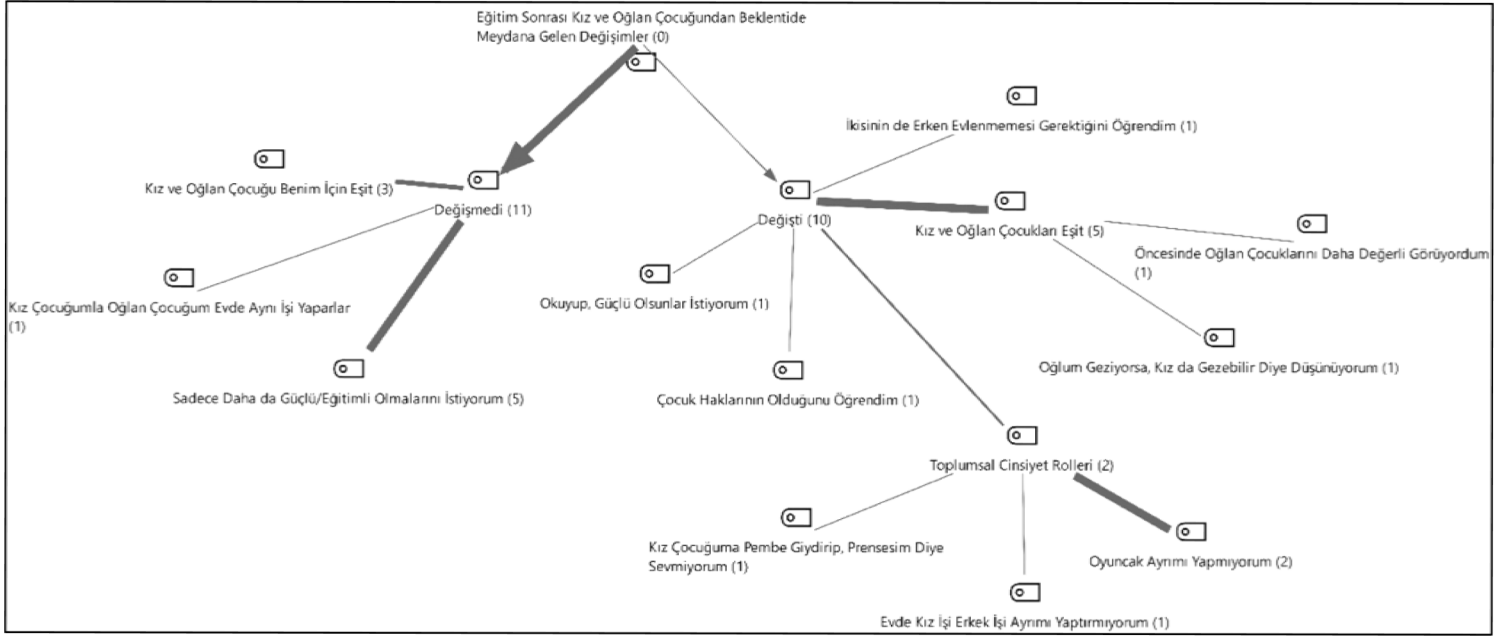 Eğitim Sonrası Kız ve Oğlan Çocuğundan Beklentide
Meydana Gelen Değişimler (0)
İkisinin de Erken Evlenmemesi Gerektiğini Öğrendim (1)
Kız ve Oğlan Çocuğu Benim İçin Eşit (3)
Değişmedi (11)
Değişti (10)
Kız ve Oğlan Çocukları Eşit (5)
Öncesinde Oğlan Çocuklarını Daha Değerli Görüyordum
(1)
Kız Çocuğumla Oğlan Çocuğum Evde Aynı İşi Yaparlar
(1)
Okuyup, Güçlü Olsunlar İstiyorum (1)
Oğlum Geziyorsa, Kız da Gezebilir Diye Düşünüyorum (1)
Sadece Daha da Güçlü/Eğitimli Olmalarını İstiyorum (5)
Çocuk Haklarının Olduğunu Öğrendim (1)
Toplumsal Cinsiyet Rolleri (2)
Kız Çocuğuma Pembe Giydirip, Prensesim Diye
Sevmiyorum (1)
Oyuncak Ayrımı Yapmıyorum (2)
Evde Kız İşi Erkek İşi Ayrımı Yaptırmıyorum (1)